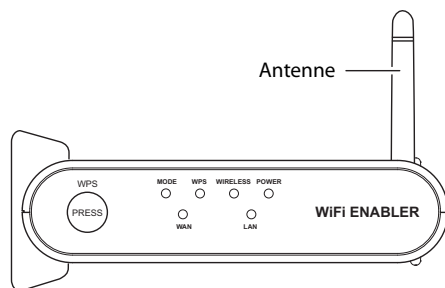 Antenne
WPS
PRESS
MODE WPS WIRELESS POWER
WAN LAN
WiFi ENABLER